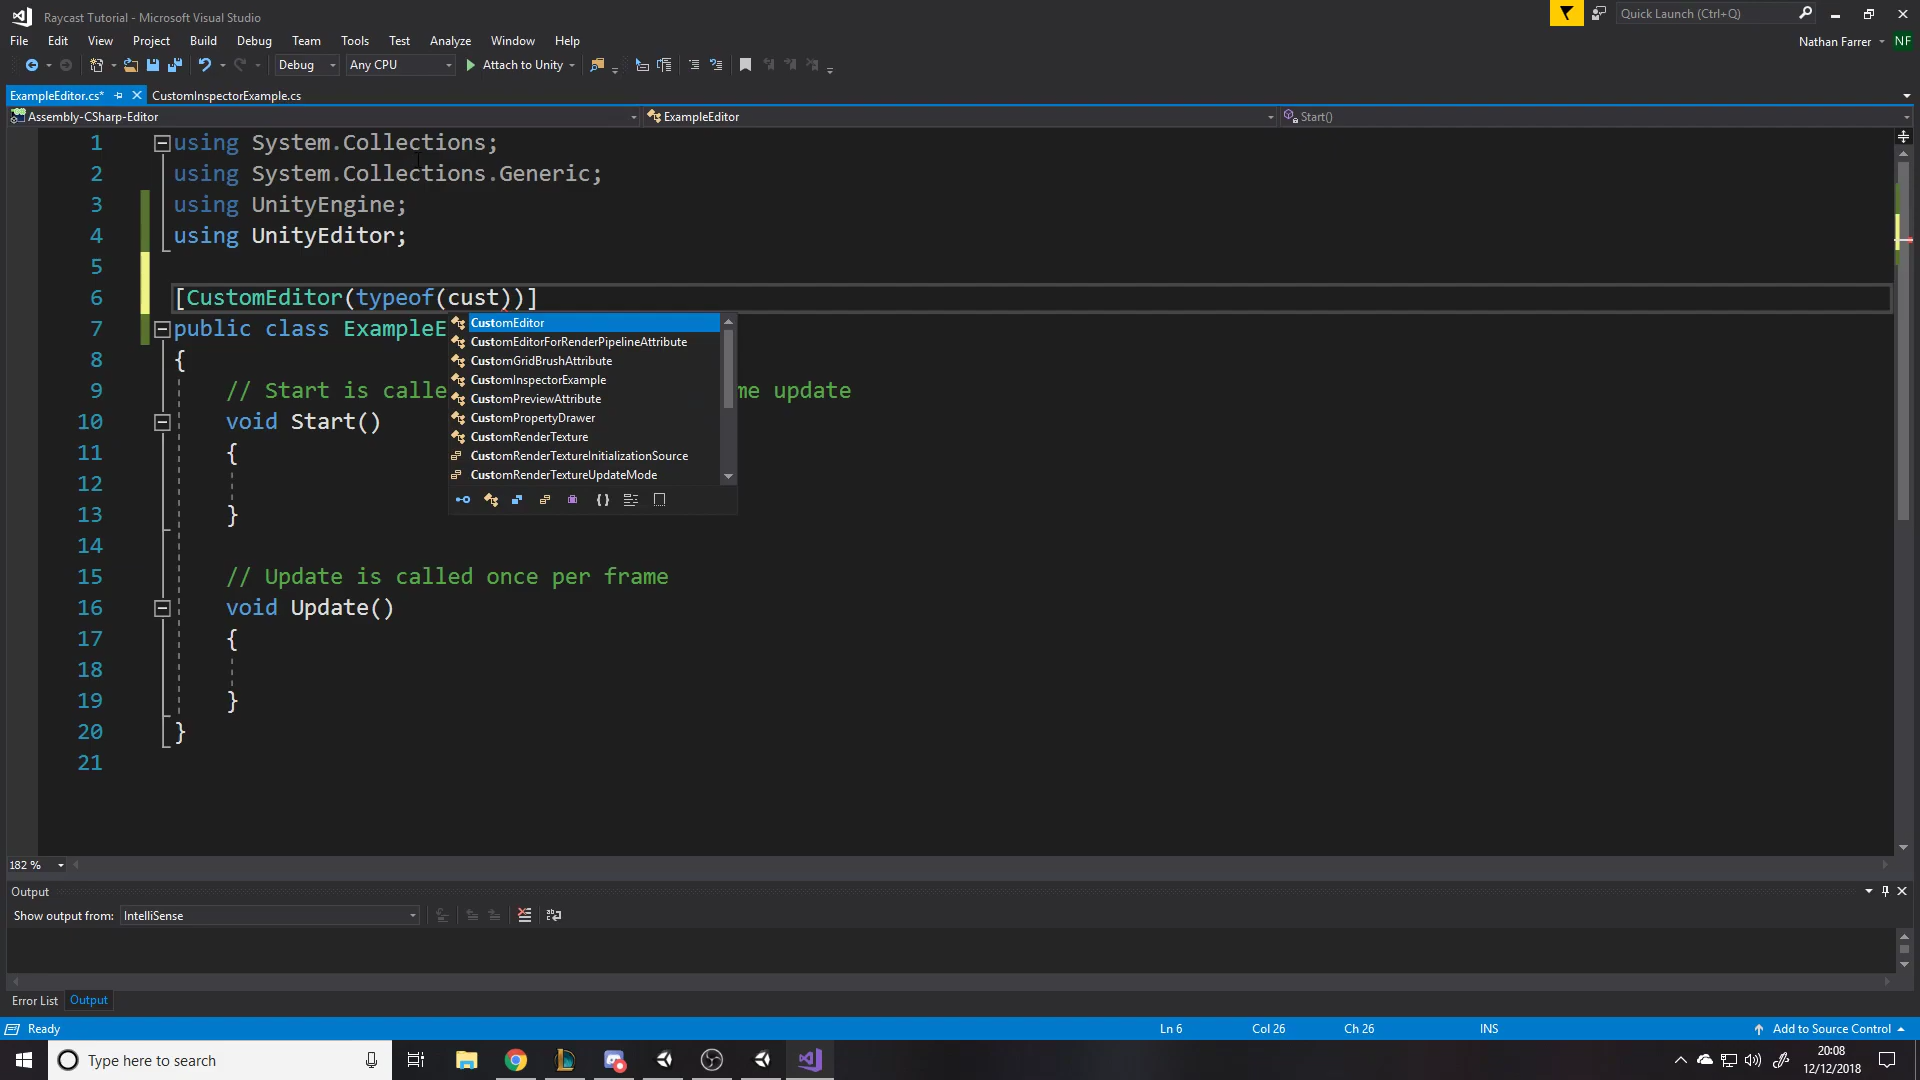 Raycast Tutorial - Microsoft Visual Studio
Quick Launch (Ctrl+Q)
File Edit View Project Build Debug Team Tools Test Analyze Window Help
Nathan Farrer NF
Debug Any CPU Attach to Unity
ExampleEditor.cs* CustomInspectorExample.cs
Assembly-CSharp-Editor ExampleEditor Start()
1 using System.Collections;
2 using System.Collections.Generic;
3 using UnityEngine;
4 using UnityEditor;
5
6 [CustomEditor(typeof(cust))]
7 public class ExampleE
CustomEditor
CustomEditorForRenderPipelineAttribute
CustomGridBrushAttribute
CustomInspectorExample
CustomPreviewAttribute
CustomPropertyDrawer
CustomRenderTexture
CustomRenderTextureInitializationSource
CustomRenderTextureUpdateMode
8 {
9 // Start is calle me update
10 void Start()
11 {
12
13 }
14
15 // Update is called once per frame
16 void Update()
17 {
18
19 }
20 }
21
182 %
Output
Show output from: IntelliSense
Error List Output
Ready Ln 6 Col 26 Ch 26 INS Add to Source Control
Type here to search
20:08
12/12/2018